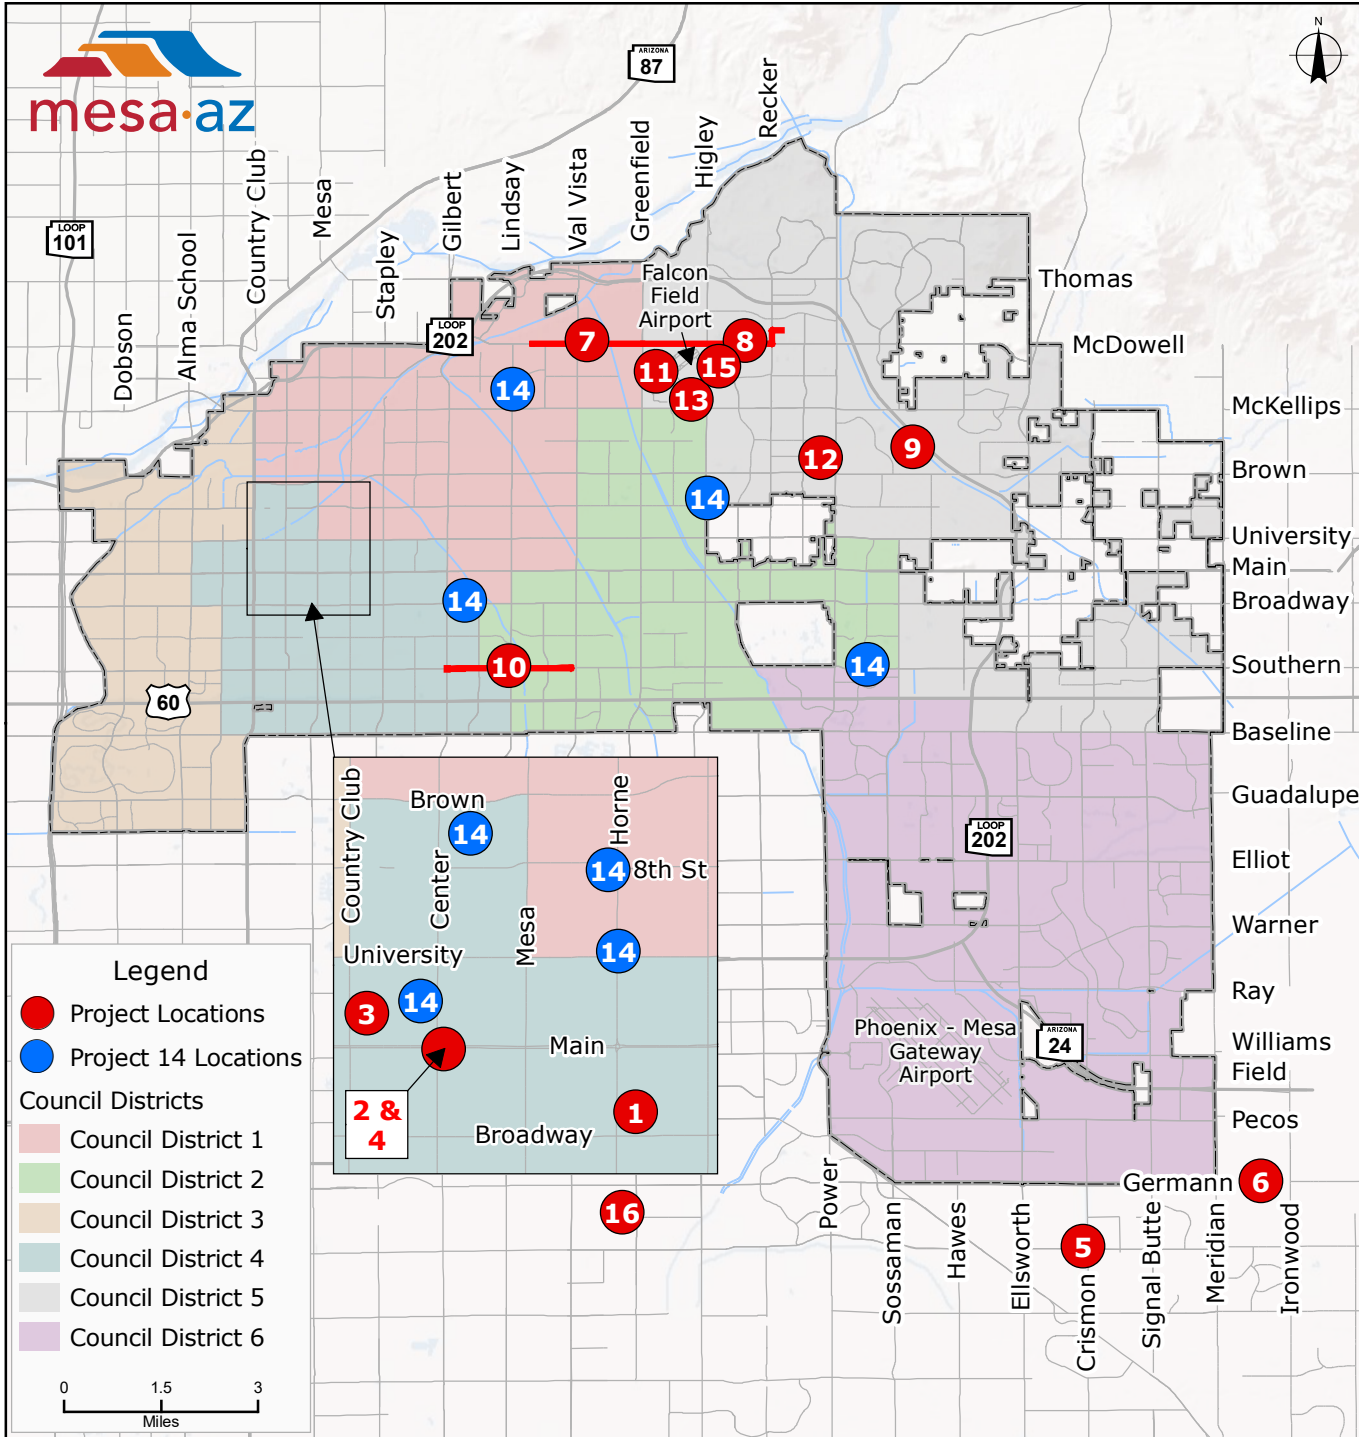 mesa·az
N
ARIZONA
87
LOOP
101
Dobson
Alma School
Country Club
Mesa
Stapley
Gilbert
Lindsay
Val Vista
Greenfield
Higley
Recker
LOOP
202
Falcon
Field
Airport
Thomas
McDowell
McKellips
Brown
University
Main
Broadway
Southern
Baseline
Guadalupe
Elliot
Warner
Ray
Williams
Field
Pecos
Germann
7
8
11
15
13
14
12
9
14
14
10
14
60
LOOP
202
Phoenix - Mesa
Gateway
Airport
ARIZONA
24
Country Club
Brown
14
Center
Horne
14
8th St
Mesa
14
University
3
14
Main
2 &
4
1
Broadway
16
6
5
Power
Sossaman
Hawes
Ellsworth
Crismon
Signal Butte
Meridian
Ironwood
Legend
Project Locations
Project 14 Locations
Council Districts
Council District 1
Council District 2
Council District 3
Council District 4
Council District 5
Council District 6
0 1.5 3
Miles